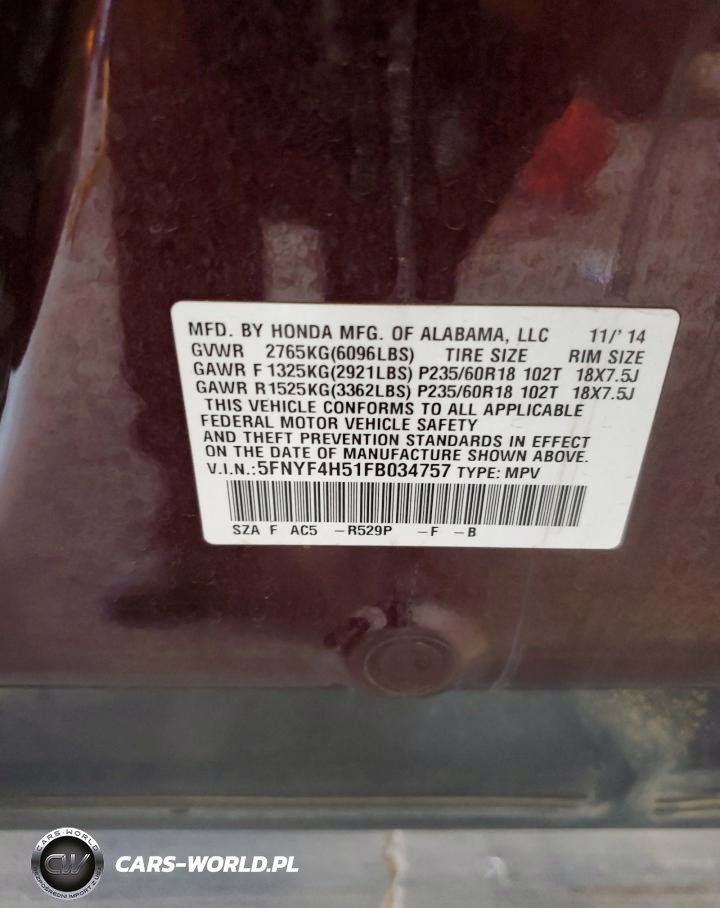 MFD. BY HONDA MFG. OF ALABAMA, LLC 11/' 14
GVWR 2765KG(6096LBS) TIRE SIZE RIM SIZE
GAWR F 1325KG(2921LBS) P235/60R18 102T 18X7.5J
GAWR R 1525KG(3362LBS) P235/60R18 102T 18X7.5J
THIS VEHICLE CONFORMS TO ALL APPLICABLE
FEDERAL MOTOR VEHICLE SAFETY
AND THEFT PREVENTION STANDARDS IN EFFECT
ON THE DATE OF MANUFACTURE SHOWN ABOVE.
V.I.N.:5FNYF4H51FB034757 TYPE: MPV
SZA F AC5 -R529P -F -B
CARS-WORLD
CW
CARS-WORLD.PL